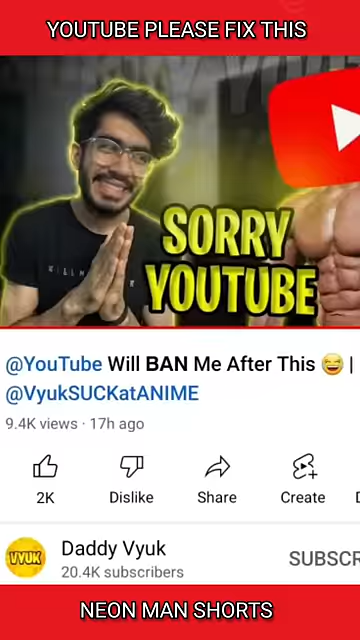 YOUTUBE PLEASE FIX THIS
SORRY
YOUTUBE
@YouTube Will BAN Me After This 😂 |
@VyukSUCKatANIME
9.4K views · 17h ago
2K
Dislike
Share
Create
VYUK
Daddy Vyuk
20.4K subscribers
SUBSCR
NEON MAN SHORTS